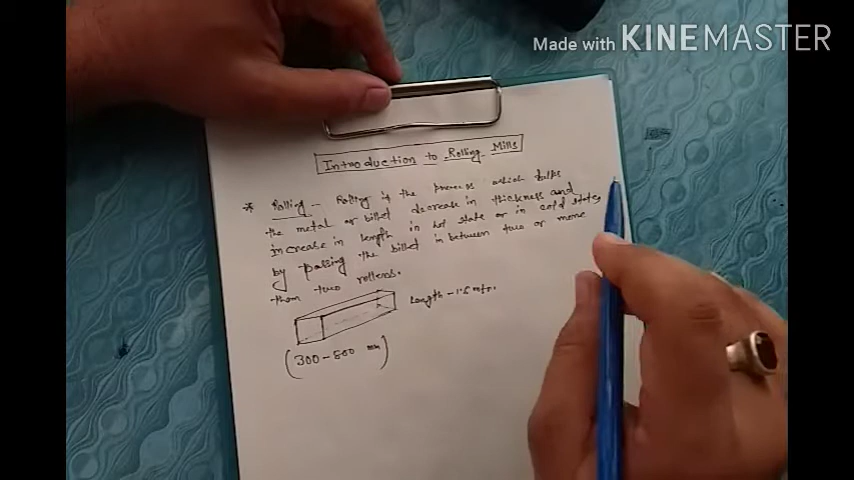 Made with KINEMASTER
Introduction to Rolling Mills
* Rolling - Rolling is the process which
the metal or billet decrease in thickness and
increase in length in hot state or in cold states
by passing the billet in between two or more
than two rollers.
Length - 1.5 mtr.
(300 - 500 mm)